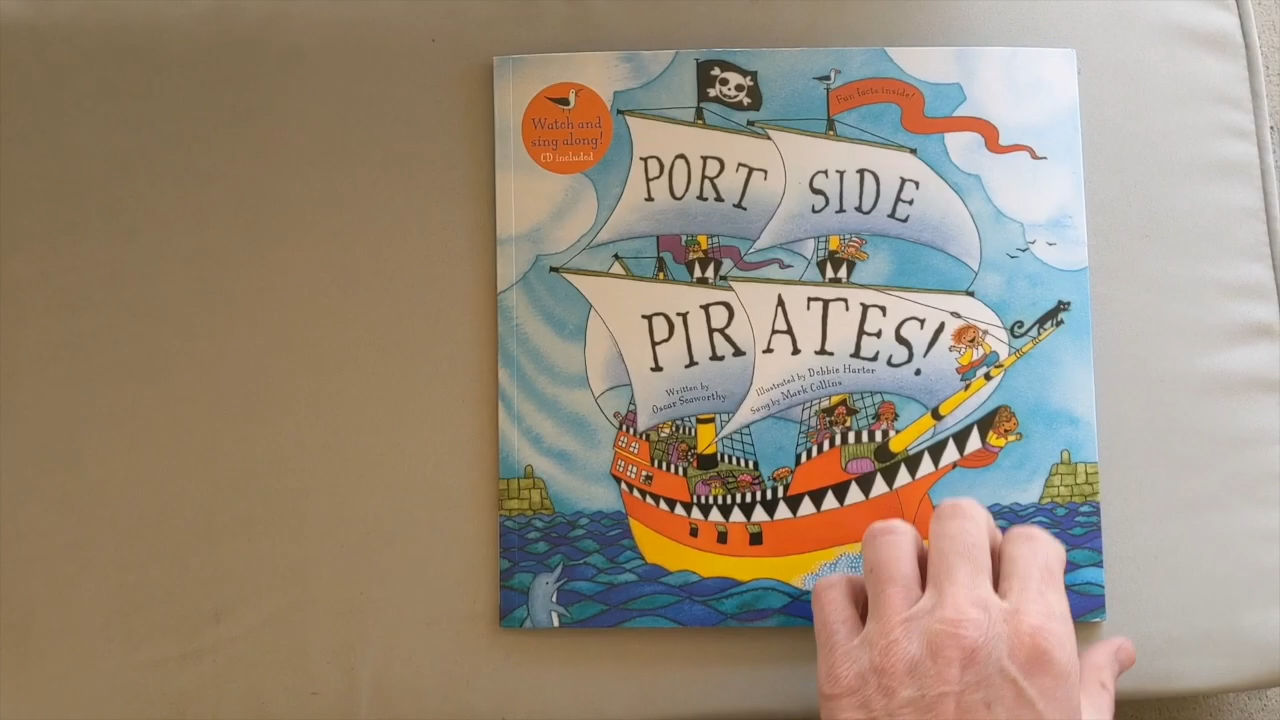 Watch and
sing along!
CD included
Fun facts inside!
PORT SIDE
PIRATES!
Written by
Oscar Seaworthy
Illustrated by Debbie Harter
Sung by Mark Collins